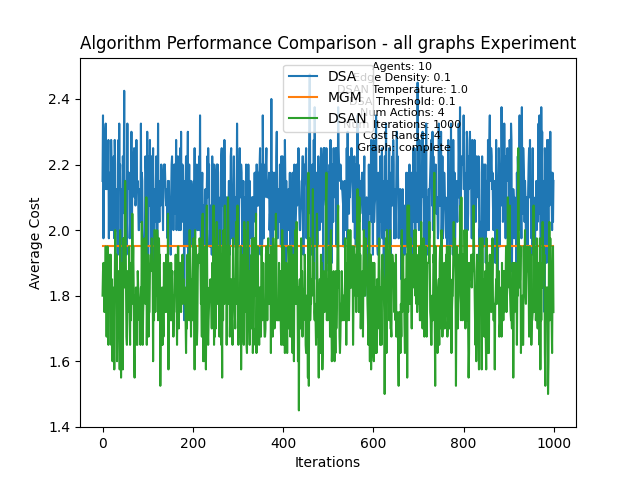 Algorithm Performance Comparison - all graphs Experiment
DSA
MGM
DSAN
Agents: 10
Edge Density: 0.1
DSAN Temperature: 1.0
DSA Threshold: 0.1
Num Actions: 4
Iterations: 1000
Cost Range: 4
Graph: complete
Average Cost
2.4
2.2
2.0
1.8
1.6
1.4
0
200
400
600
800
1000
Iterations